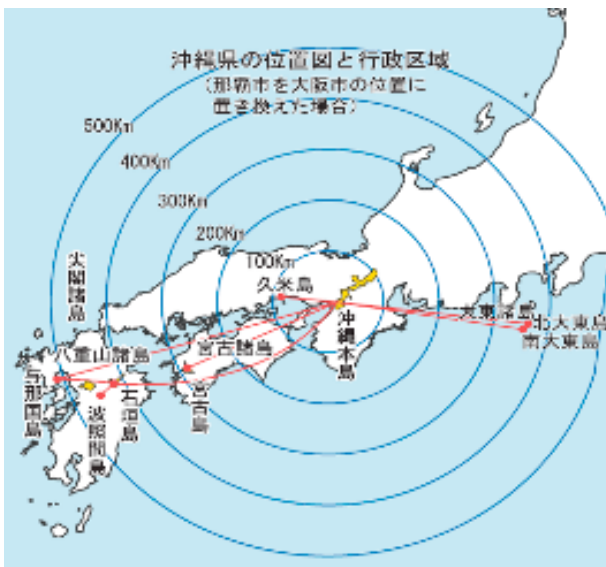 沖縄県の位置図と行政区域
(那覇市を大阪市の位置に
置き換えた場合)
500Km
400Km
300Km
200Km
100Km
久米島
尖閣諸島
沖縄本島
大東諸島
北大東島
南大東島
八重山諸島
宮古諸島
宮古島
与那国島
石垣島
波照間島